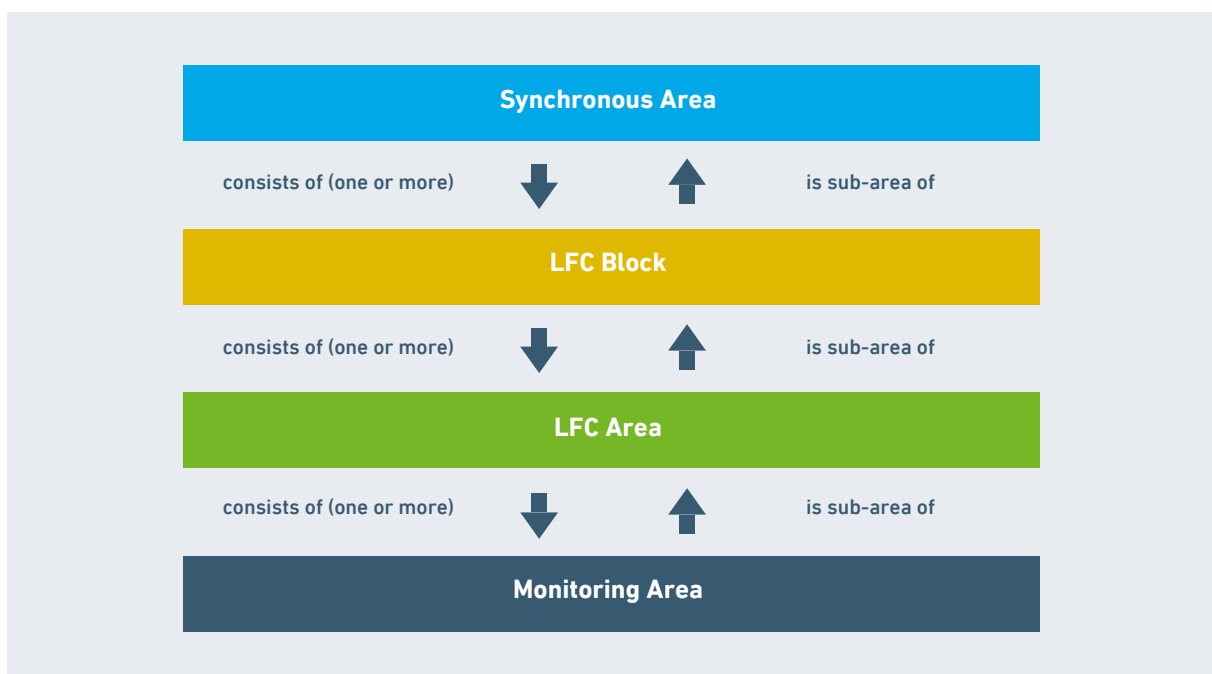 Synchronous Area
consists of (one or more)
is sub-area of
LFC Block
consists of (one or more)
is sub-area of
LFC Area
consists of (one or more)
is sub-area of
Monitoring Area